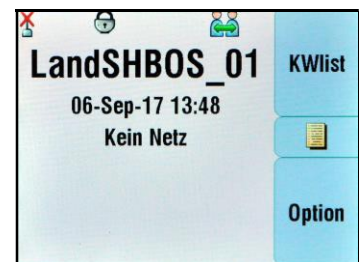 LandSHBOS_01
06-Sep-17 13:48
Kein Netz
KWlist
Option